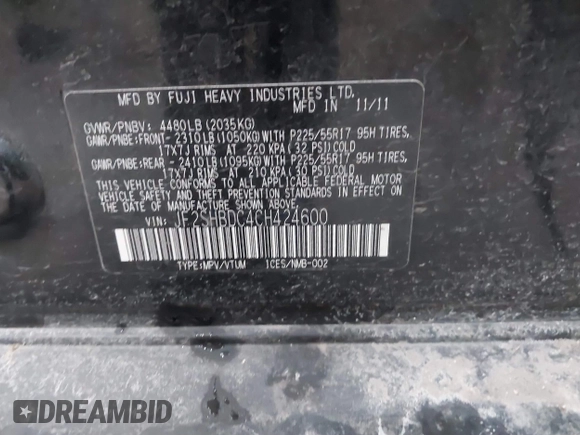 MFD BY FUJI HEAVY INDUSTRIES LTD.
MFD IN 11/11
GVWR/PNBV: 4480LB(2035KG)
GAWR/PNBE:FRONT- 2310LB(1050KG)WITH P225/55R17 95H TIRES,
17X7J RIMS AT 220 KPA(32 PSI)COLD
GAWR/PNBE:REAR - 2410LB(1095KG)WITH P225/55R17 95H TIRES,
17X7J RIMS AT 210 KPA(30 PSI)COLD
THIS VEHICLE CONFORMS TO ALL APPLICABLE FEDERAL MOTOR
VEHICLE SAFETY AND THEFT PREVENTION STANDARDS IN EFFECT
ON THE DATE OF MANUFACTURE SHOWN ABOVE.
VIN: JF2SHBDC4CH424600
TYPE:MPV/VTUM ICES/NMB-002
DREAMBID